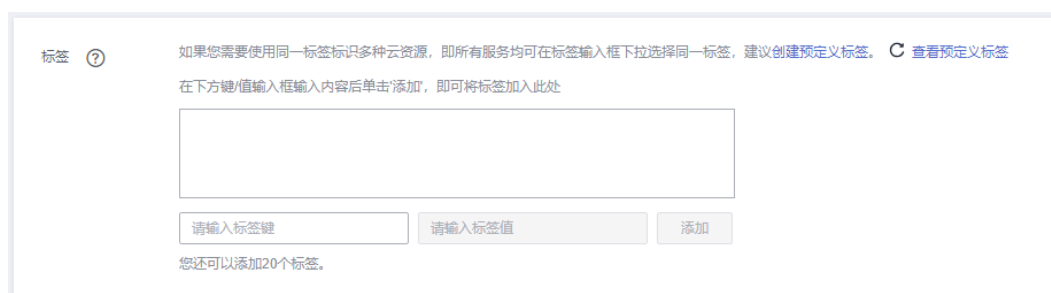 标签 ? 如果您需要使用同一标签标识多种云资源，即所有服务均可在标签输入框下拉选择同一标签，建议创建预定义标签。 C 查看预定义标签
在下方键/值输入框输入内容后单击'添加'，即可将标签加入此处
请输入标签键 请输入标签值 添加
您还可以添加20个标签。